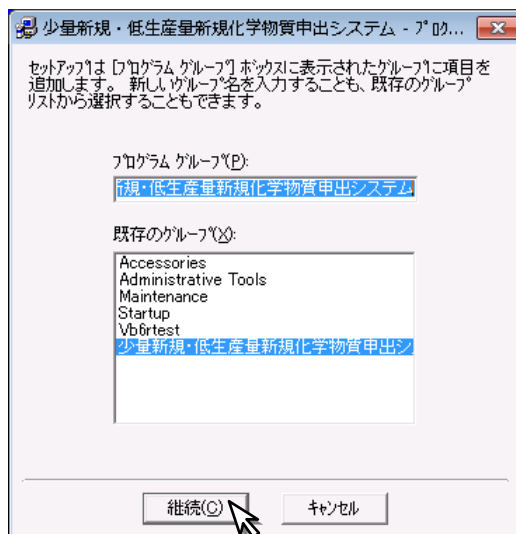 少量新規・低生産量新規化学物質申出システム - ﾌﾟﾛｸ...
ｾｯﾄｱｯﾌﾟは [ﾌﾟﾛｸﾞﾗﾑ ｸﾞﾙｰﾌﾟ] ﾎﾞｯｸｽに表示されたｸﾞﾙｰﾌﾟに項目を
追加します。 新しいｸﾞﾙｰﾌﾟ名を入力することも、既存のｸﾞﾙｰﾌﾟ
ﾘｽﾄから選択することもできます。
ﾌﾟﾛｸﾞﾗﾑ ｸﾞﾙｰﾌﾟ(P):
規・低生産量新規化学物質申出システム
既存のｸﾞﾙｰﾌﾟ(X):
Accessories
Administrative Tools
Maintenance
Startup
Vb6rtest
少量新規・低生産量新規化学物質申出シ
継続(C)
ｷｬﾝｾﾙ